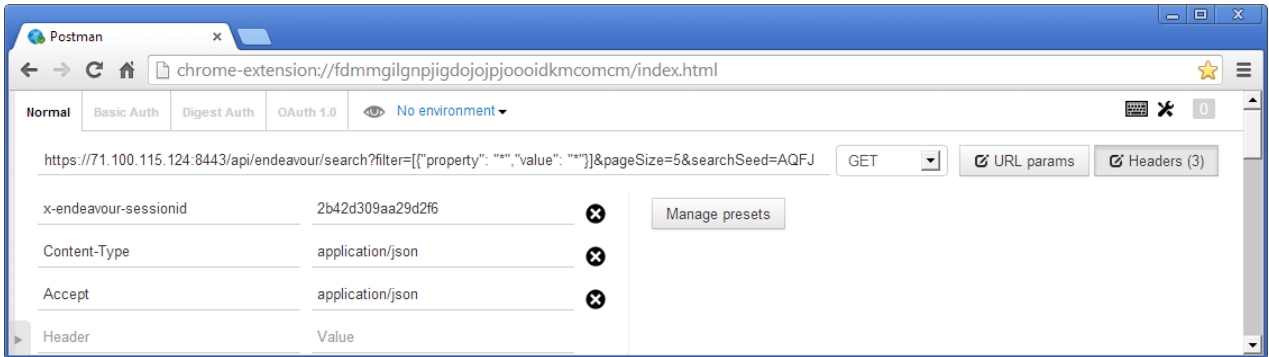 Postman
chrome-extension://fdmmgilgnpjigdojojpjoooidkmcomcm/index.html
Normal Basic Auth Digest Auth OAuth 1.0 No environment 0
https://71.100.115.124:8443/api/endeavour/search?filter=[{"property": "*","value": "*"}]&pageSize=5&searchSeed=AQFJ GET URL params Headers (3)
x-endeavour-sessionid 2b42d309aa29d2f6 Manage presets
Content-Type application/json
Accept application/json
Header Value